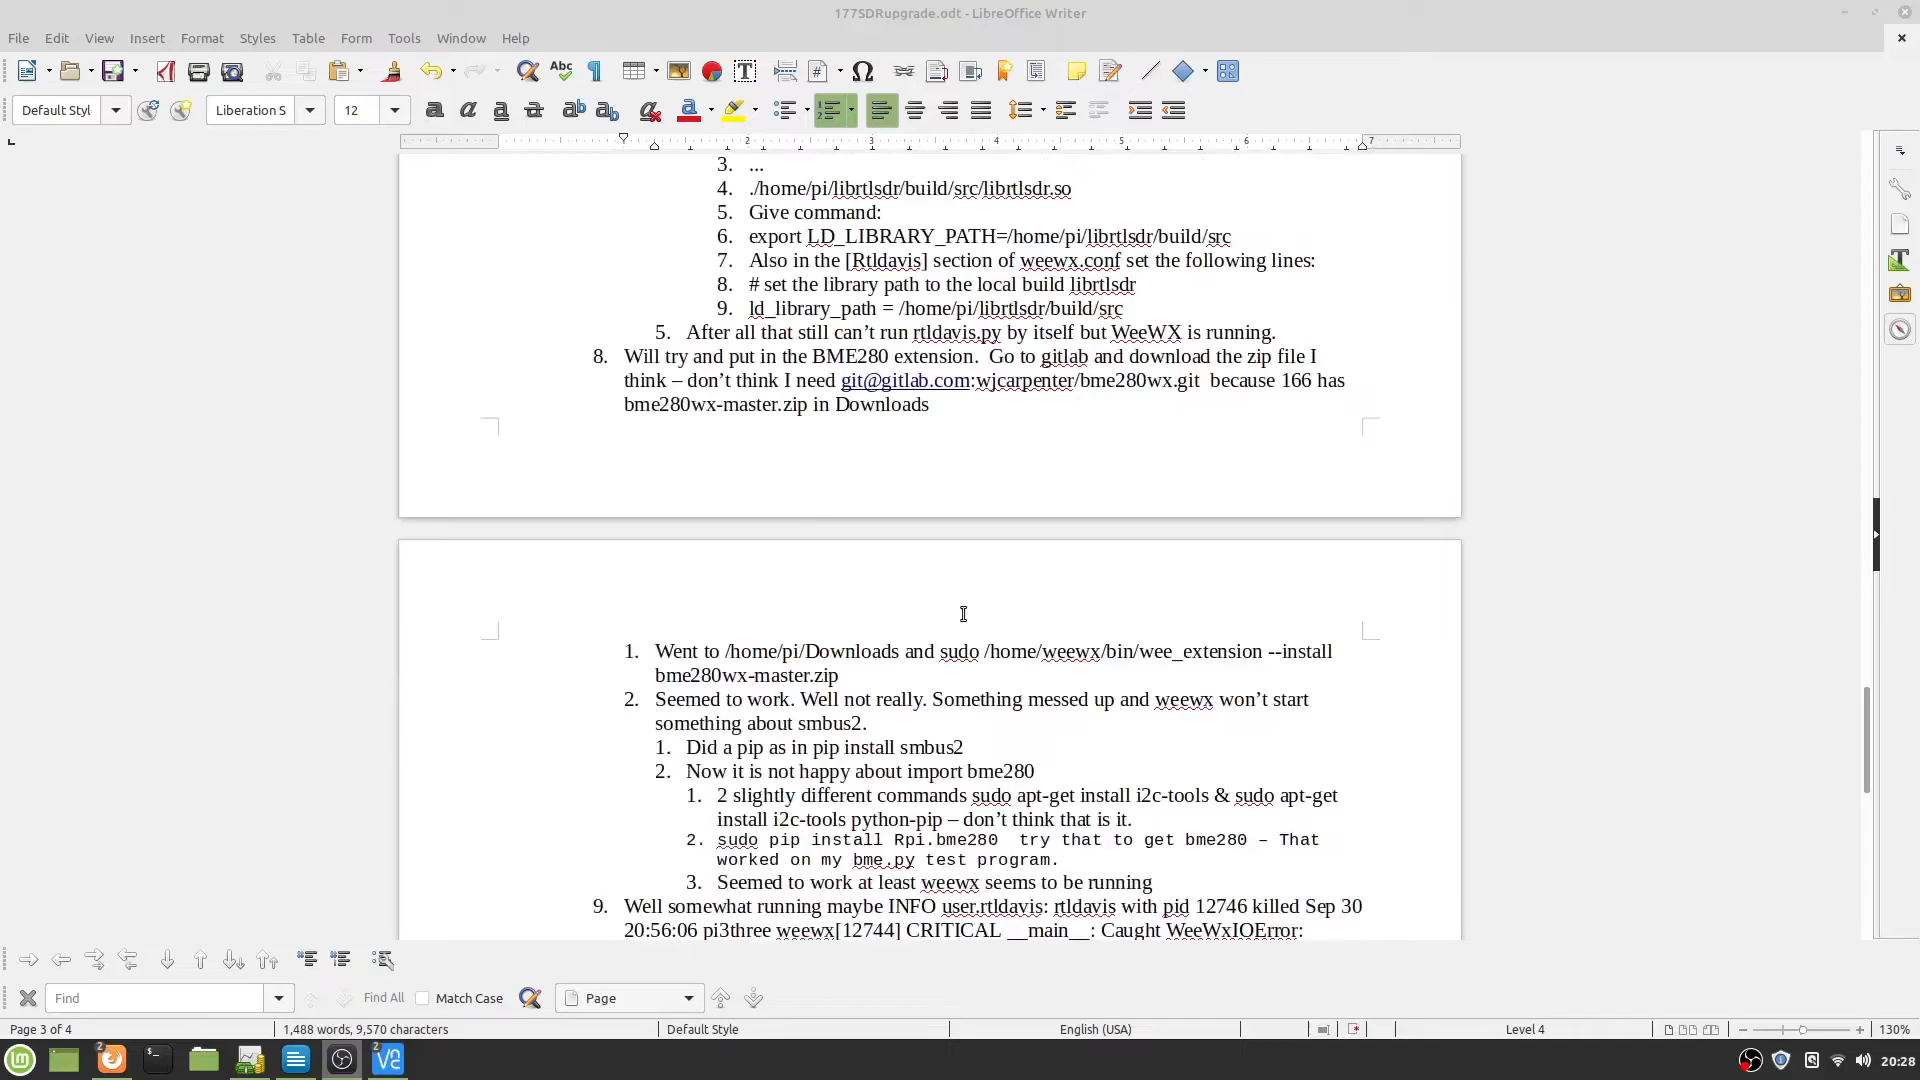 177SDRupgrade.odt - LibreOffice Writer
File Edit View Insert Format Styles Table Form Tools Window Help
Default Styl Liberation S 12
2 3 4 5 6 7
3. ...
4. ./home/pi/librtlsdr/build/src/librtlsdr.so
5. Give command:
6. export LD_LIBRARY_PATH=/home/pi/librtlsdr/build/src
7. Also in the [Rtldavis] section of weewx.conf set the following lines:
8. # set the library path to the local build librtlsdr
9. ld_library_path = /home/pi/librtlsdr/build/src
5. After all that still can’t run rtldavis.py by itself but WeeWX is running.
8. Will try and put in the BME280 extension.  Go to gitlab and download the zip file I
think – don’t think I need git@gitlab.com:wjcarpenter/bme280wx.git  because 166 has
bme280wx-master.zip in Downloads
1. Went to /home/pi/Downloads and sudo /home/weewx/bin/wee_extension --install
bme280wx-master.zip
2. Seemed to work. Well not really. Something messed up and weewx won’t start
something about smbus2.
1. Did a pip as in pip install smbus2
2. Now it is not happy about import bme280
1. 2 slightly different commands sudo apt-get install i2c-tools & sudo apt-get
install i2c-tools python-pip – don’t think that is it.
2. sudo pip install Rpi.bme280  try that to get bme280 – That
worked on my bme.py test program.
3. Seemed to work at least weewx seems to be running
9. Well somewhat running maybe INFO user.rtldavis: rtldavis with pid 12746 killed Sep 30
20:56:06 pi3three weewx[12744] CRITICAL __main__: Caught WeeWxIOError:
Find Find All Match Case Page
Page 3 of 4 1,488 words, 9,570 characters Default Style English (USA) Level 4 130%
2 2 20:28